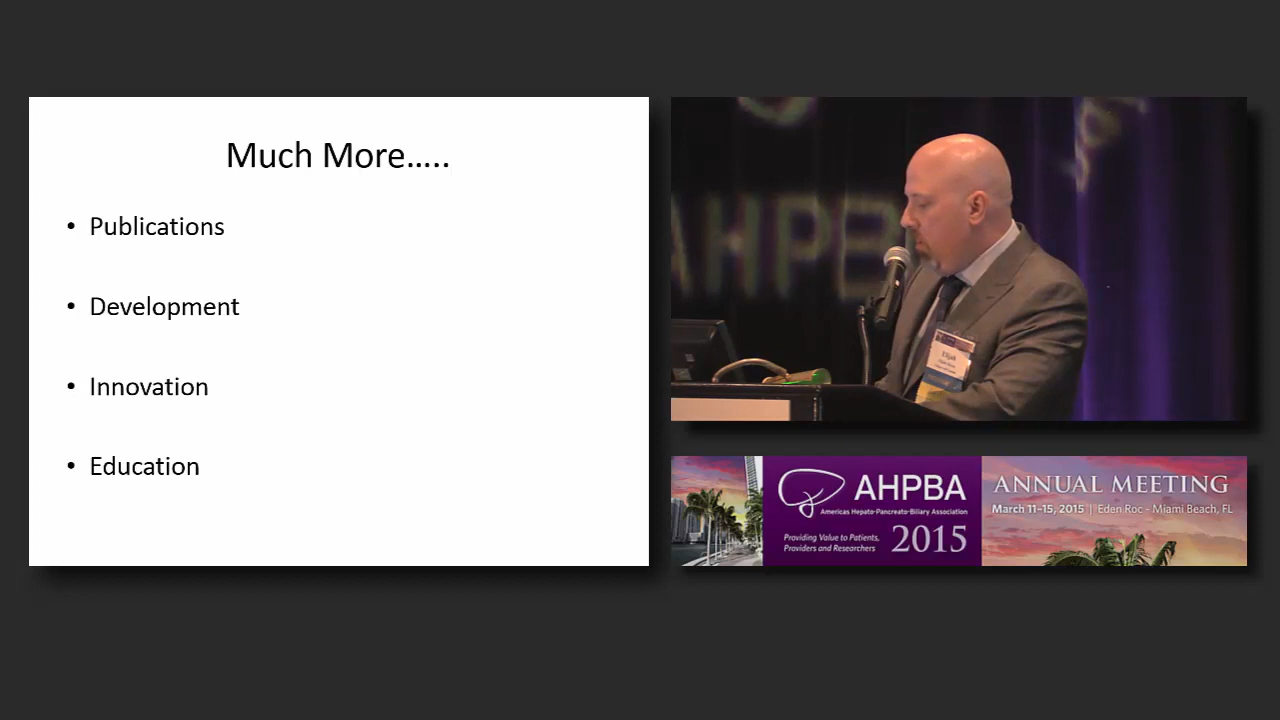 Much More…..
• Publications
• Development
• Innovation
• Education
AHPB
Elijah
AHPBA
Americas Hepato-Pancreato-Biliary Association
Providing Value to Patients,
Providers and Researchers
2015
ANNUAL MEETING
March 11-15, 2015 | Eden Roc - Miami Beach, FL